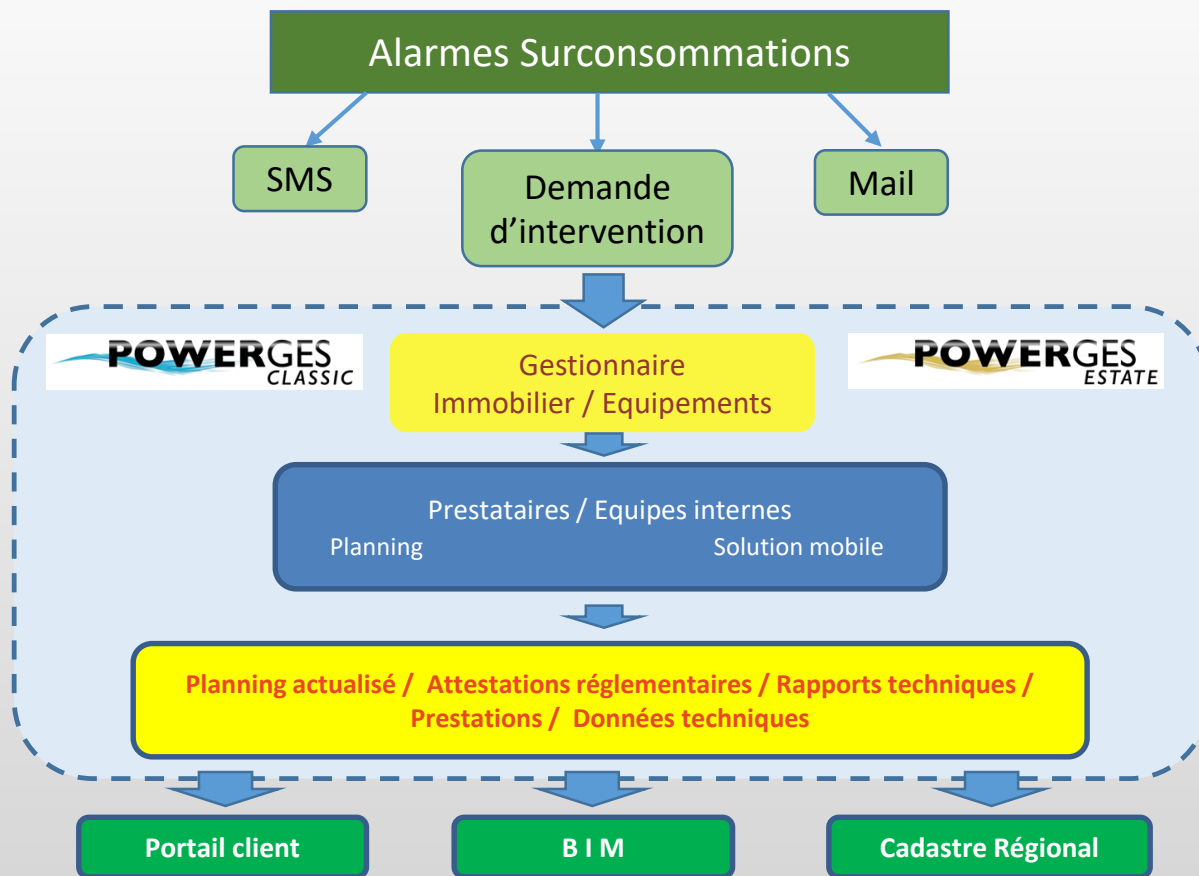 Alarmes Surconsommations
SMS
Demande
d’intervention
Mail
POWERGES
CLASSIC
Gestionnaire
Immobilier / Equipements
POWERGES
ESTATE
Prestataires / Equipes internes
Planning
Solution mobile
Planning actualisé / Attestations réglementaires / Rapports techniques /
Prestations / Données techniques
Portail client
B I M
Cadastre Régional